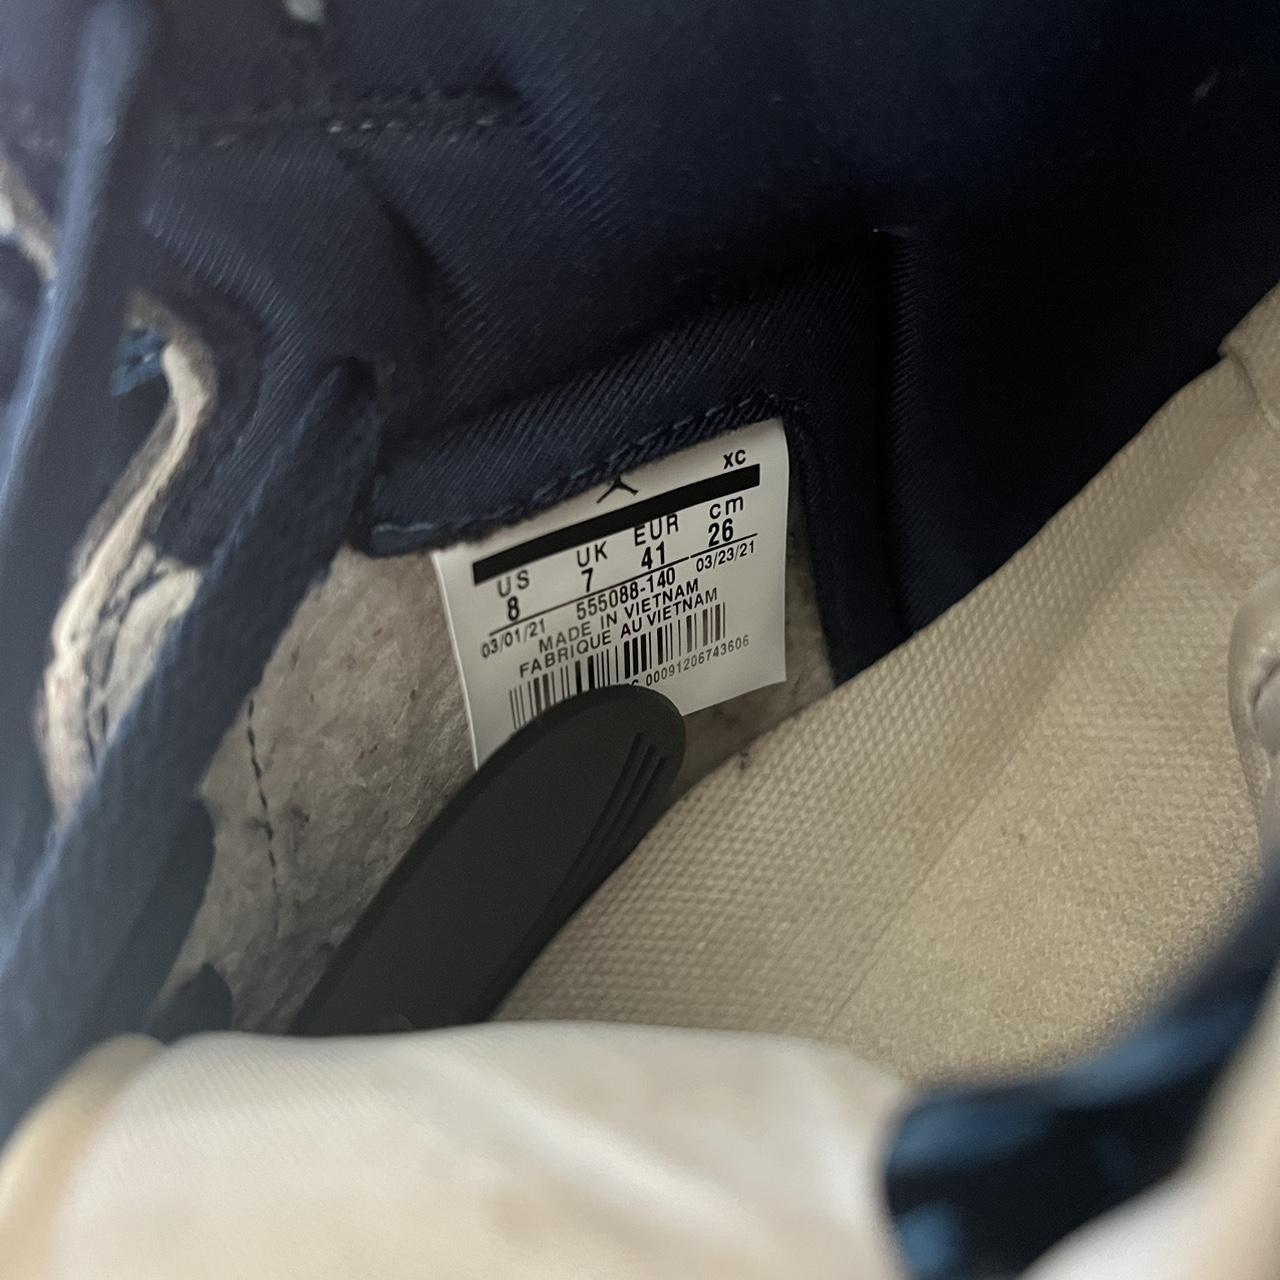 XC
US UK EUR cm
8 7 41 26
03/01/21 555088-140 03/23/21
MADE IN VIETNAM
FABRIQUE AU VIETNAM
00091206743606